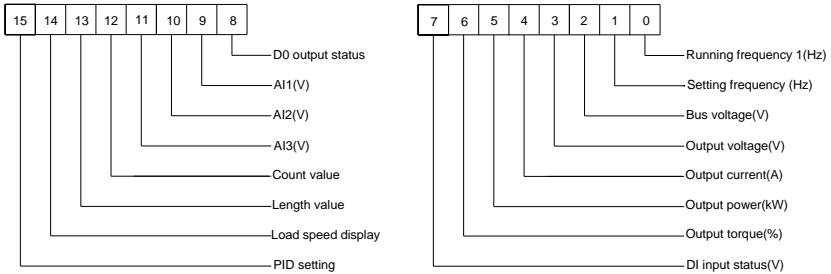 15 14 13 12 11 10 9 8
D0 output status
AI1(V)
AI2(V)
AI3(V)
Count value
Length value
Load speed display
PID setting
7 6 5 4 3 2 1 0
Running frequency 1(Hz)
Setting frequency (Hz)
Bus voltage(V)
Output voltage(V)
Output current(A)
Output power(kW)
Output torque(%)
DI input status(V)